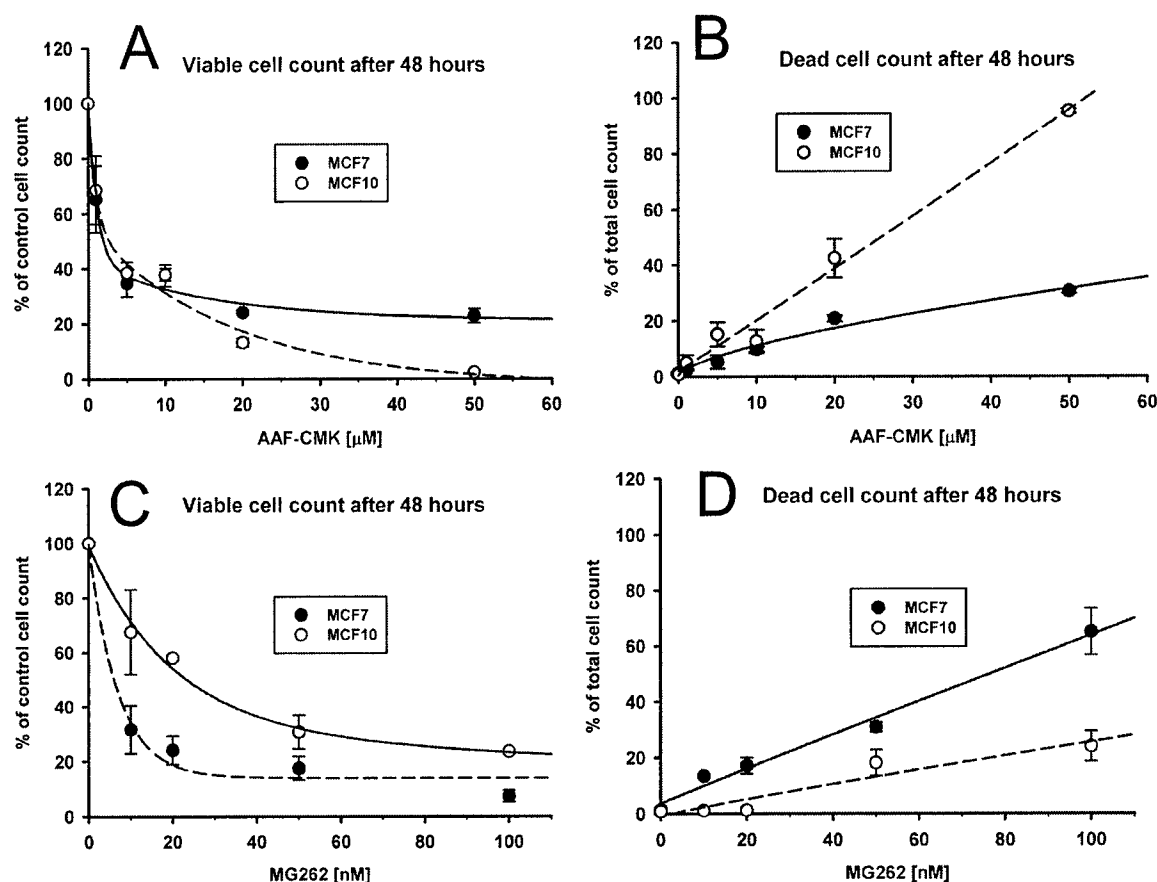 A
Viable cell count after 48 hours
% of control cell count
120
100
80
60
40
20
0
MCF7
MCF10
0 10 20 30 40 50 60
AAF-CMK [µM]
B
Dead cell count after 48 hours
% of total cell count
120
100
80
60
40
20
0
MCF7
MCF10
0 10 20 30 40 50 60
AAF-CMK [µM]
C
Viable cell count after 48 hours
% of control cell count
120
100
80
60
40
20
0
MCF7
MCF10
0 20 40 60 80 100
MG262 [nM]
D
Dead cell count after 48 hours
% of total cell count
120
100
80
60
40
20
0
MCF7
MCF10
0 20 40 60 80 100
MG262 [nM]